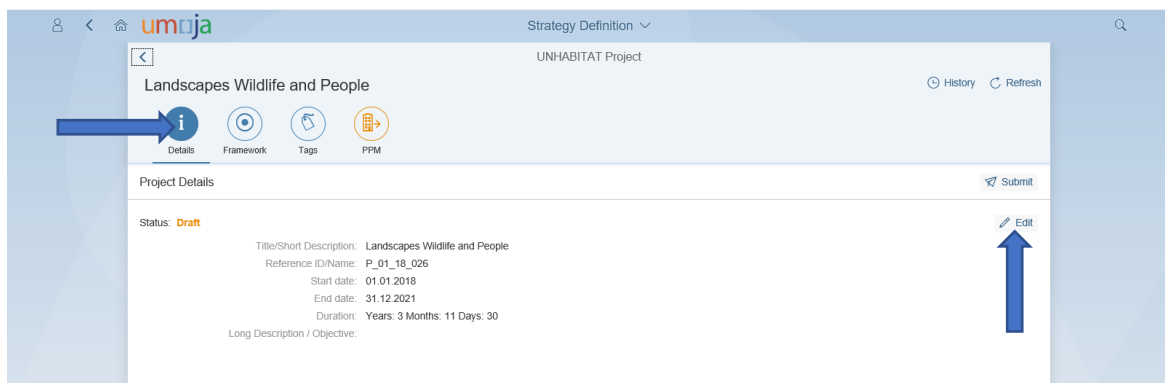 umoja
Strategy Definition
UNHABITAT Project
Landscapes Wildlife and People
History Refresh
Details Framework Tags PPM
Project Details
Submit
Status: Draft
Edit
Title/Short Description: Landscapes Wildlife and People
Reference ID/Name: P_01_18_026
Start date: 01.01.2018
End date: 31.12.2021
Duration: Years: 3 Months: 11 Days: 30
Long Description / Objective: